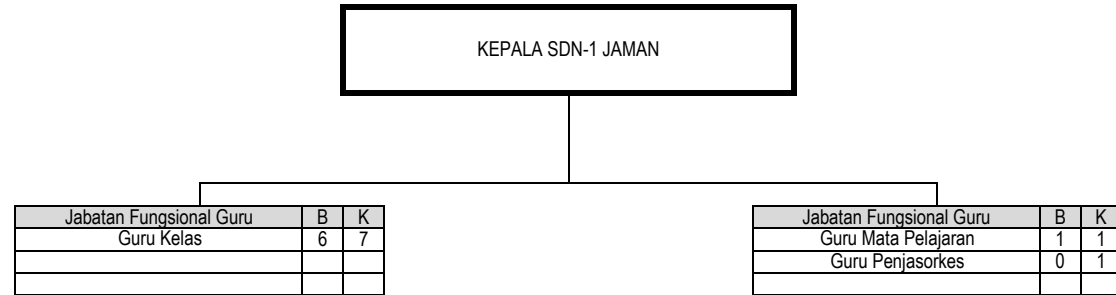 KEPALA SDN-1 JAMAN
Jabatan Fungsional Guru B K
Guru Kelas 6 7
Jabatan Fungsional Guru B K
Guru Mata Pelajaran 1 1
Guru Penjasorkes 0 1